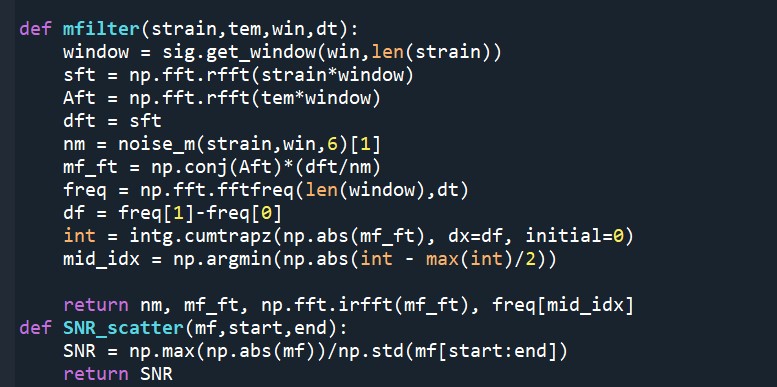 def mfilter(strain,tem,win,dt):
    window = sig.get_window(win,len(strain))
    sft = np.fft.rfft(strain*window)
    Aft = np.fft.rfft(tem*window)
    dft = sft
    nm = noise_m(strain,win,6)[1]
    mf_ft = np.conj(Aft)*(dft/nm)
    freq = np.fft.fftfreq(len(window),dt)
    df = freq[1]-freq[0]
    int = intg.cumtrapz(np.abs(mf_ft), dx=df, initial=0)
    mid_idx = np.argmin(np.abs(int - max(int)/2))

    return nm, mf_ft, np.fft.irfft(mf_ft), freq[mid_idx]
def SNR_scatter(mf,start,end):
    SNR = np.max(np.abs(mf))/np.std(mf[start:end])
    return SNR